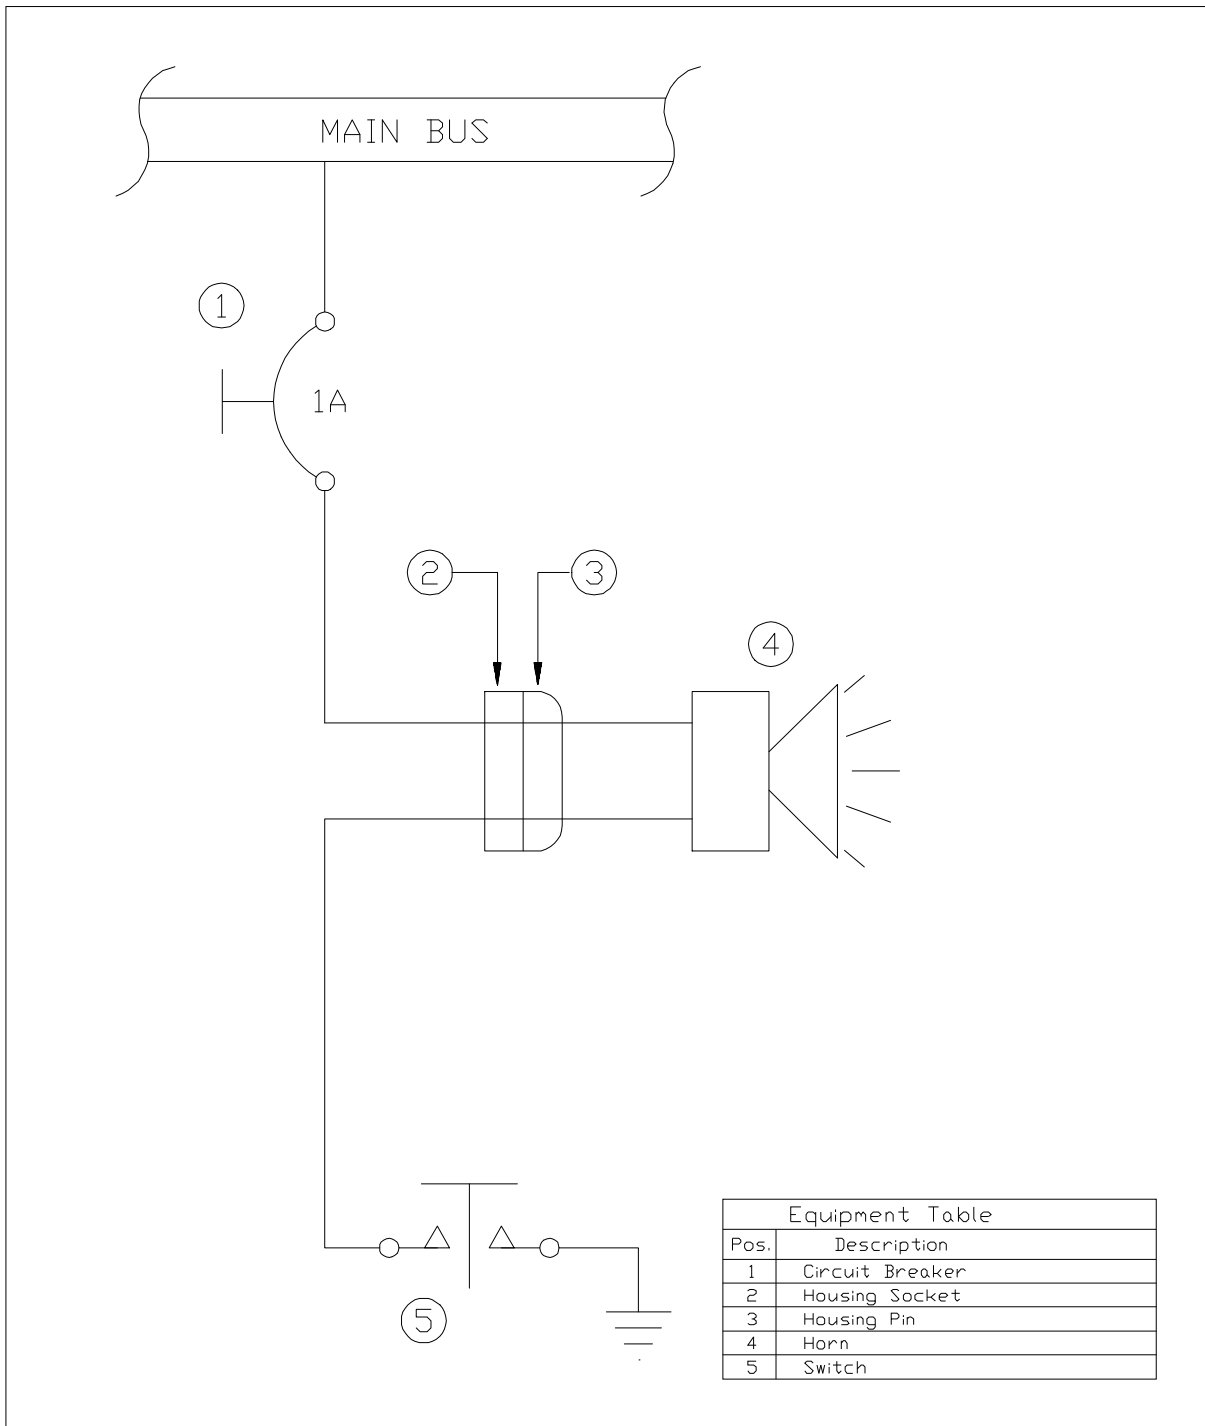 MAIN BUS
1
1A
2
3
4
5
Equipment Table
Pos. Description
1 Circuit Breaker
2 Housing Socket
3 Housing Pin
4 Horn
5 Switch